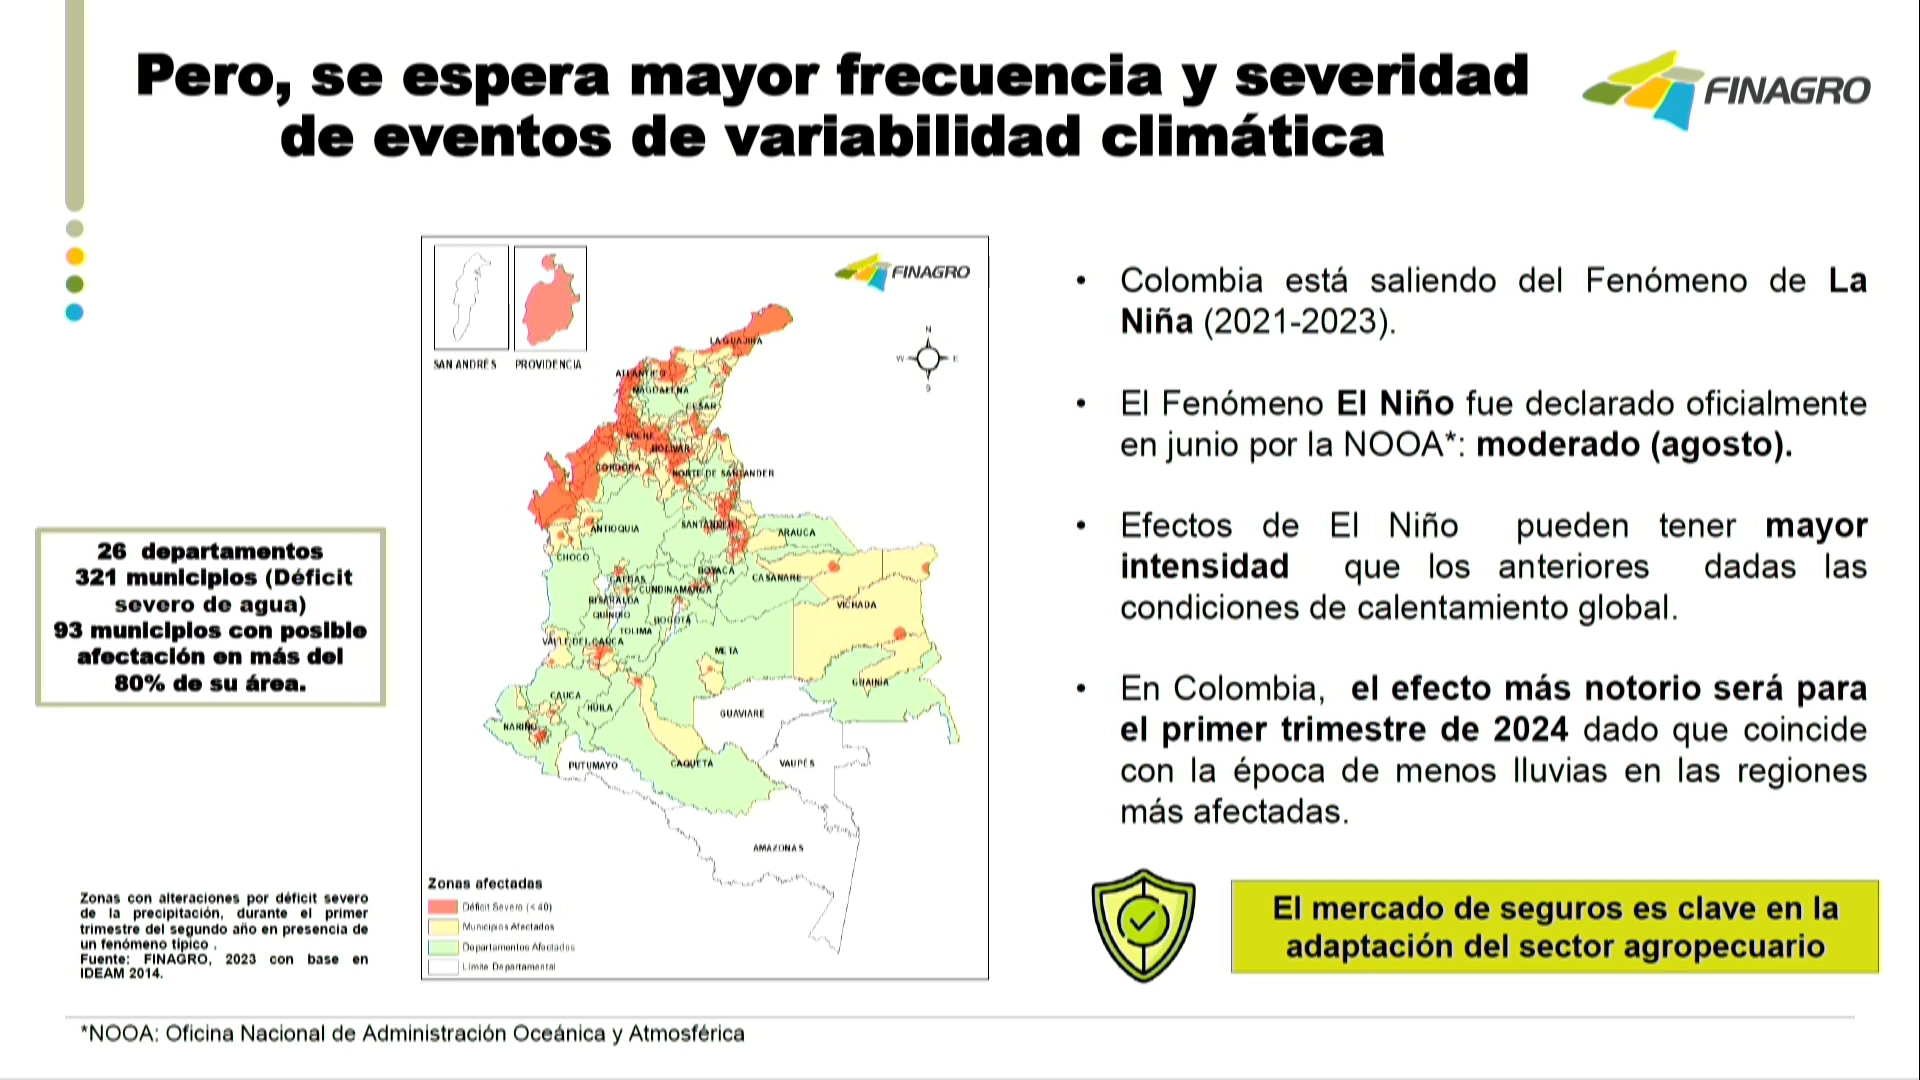 Pero, se espera mayor frecuencia y severidad
de eventos de variabilidad climática
FINAGRO
26 departamentos
321 municipios (Déficit
severo de agua)
93 municipios con posible
afectación en más del
80% de su área.
Zonas con alteraciones por déficit severo
de la precipitación, durante el primer
trimestre del segundo año en presencia de
un fenómeno típico .
Fuente: FINAGRO, 2023 con base en
IDEAM 2014.
FINAGRO
SAN ANDRÉS
PROVIDENCIA
N
W
E
S
LA GUAJIRA
ATLÁNTICO
MAGDALENA
CESAR
SUCRE
BOLÍVAR
CÓRDOBA
NORTE DE SANTANDER
ANTIOQUIA
SANTANDER
ARAUCA
CHOCÓ
BOYACÁ
CASANARE
CALDAS
CUNDINAMARCA
RISARALDA
VICHADA
QUINDÍO
BOGOTÁ
TOLIMA
VALLE DEL CAUCA
META
GUAINÍA
CAUCA
HUILA
GUAVIARE
NARIÑO
PUTUMAYO
CAQUETÁ
VAUPÉS
AMAZONAS
Zonas afectadas
Déficit Severo (<40)
Municipios Afectados
Departamentos Afectados
Límite Departamental
• Colombia está saliendo del Fenómeno de La
Niña (2021-2023).
• El Fenómeno El Niño fue declarado oficialmente
en junio por la NOOA*: moderado (agosto).
• Efectos de El Niño pueden tener mayor
intensidad que los anteriores dadas las
condiciones de calentamiento global.
• En Colombia, el efecto más notorio será para
el primer trimestre de 2024 dado que coincide
con la época de menos lluvias en las regiones
más afectadas.
El mercado de seguros es clave en la
adaptación del sector agropecuario
*NOOA: Oficina Nacional de Administración Oceánica y Atmosférica